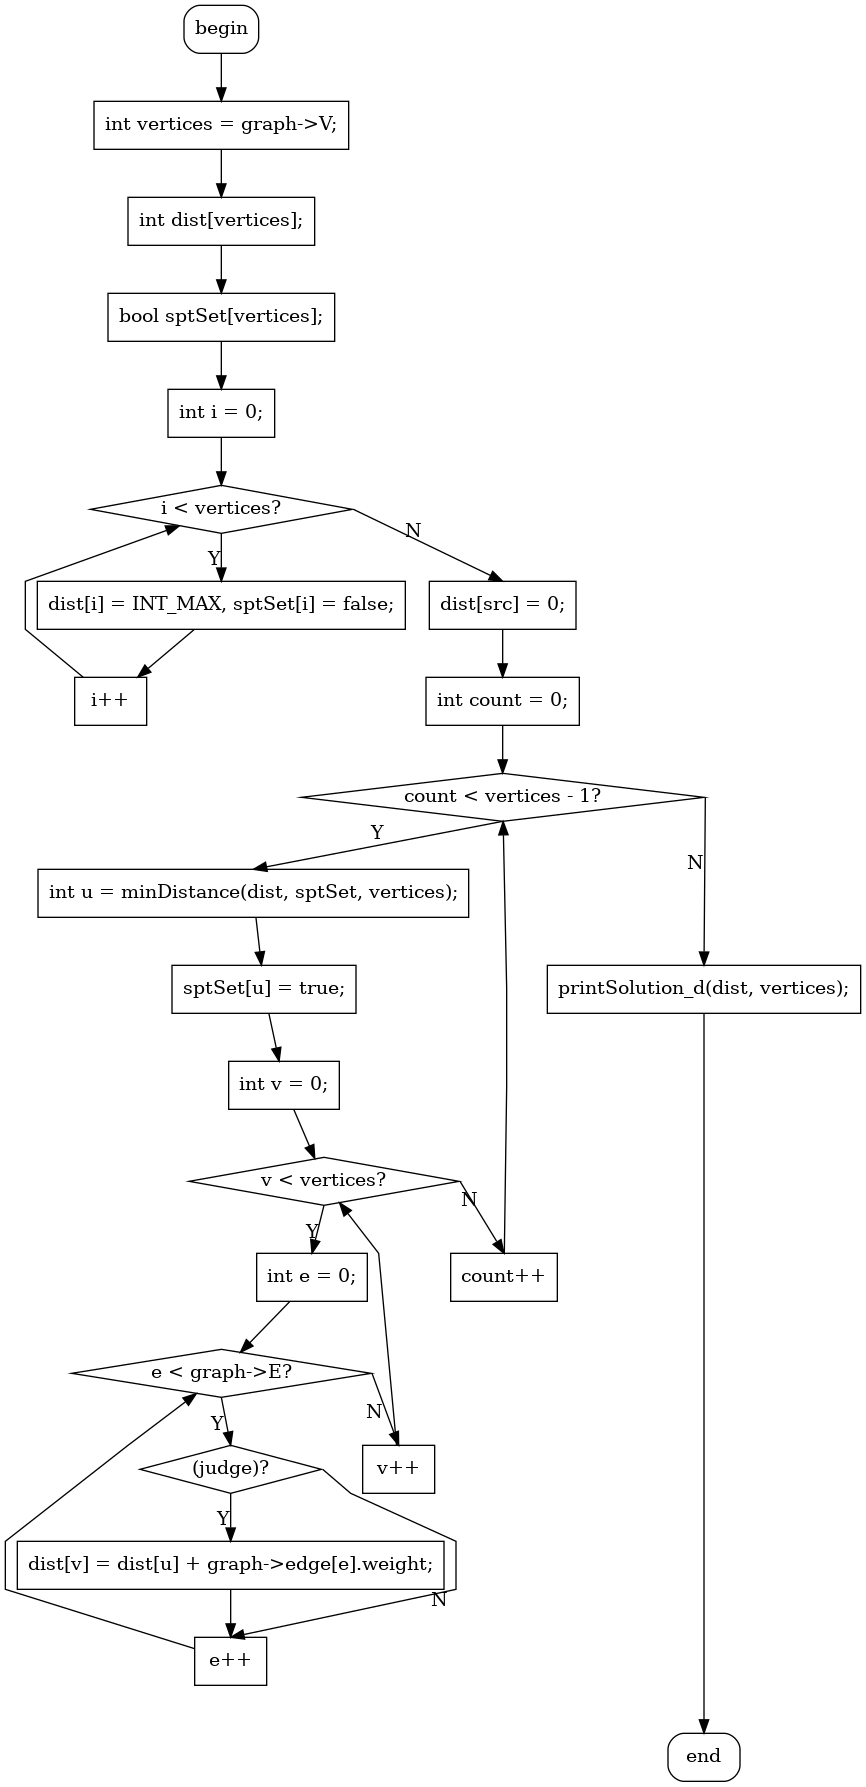 begin
int vertices = graph->V;
int dist[vertices];
bool sptSet[vertices];
int i = 0;
i < vertices?
N
Y
dist[i] = INT_MAX, sptSet[i] = false;
dist[src] = 0;
i++
int count = 0;
count < vertices - 1?
Y
N
int u = minDistance(dist, sptSet, vertices);
sptSet[u] = true;
printSolution_d(dist, vertices);
int v = 0;
v < vertices?
N
Y
int e = 0;
count++
e < graph->E?
N
Y
(judge)?
v++
Y
dist[v] = dist[u] + graph->edge[e].weight;
N
e++
end